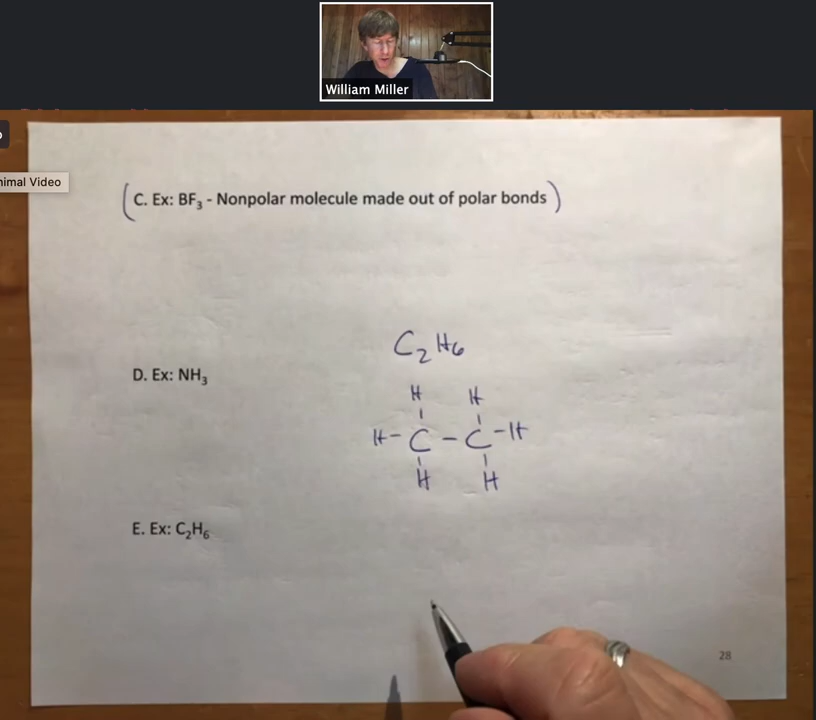 William Miller
nimal Video
(C. Ex: BF₃ - Nonpolar molecule made out of polar bonds)
C₂H₆
D. Ex: NH₃
H H
H-C-C-H
H H
E. Ex: C₂H₆
28